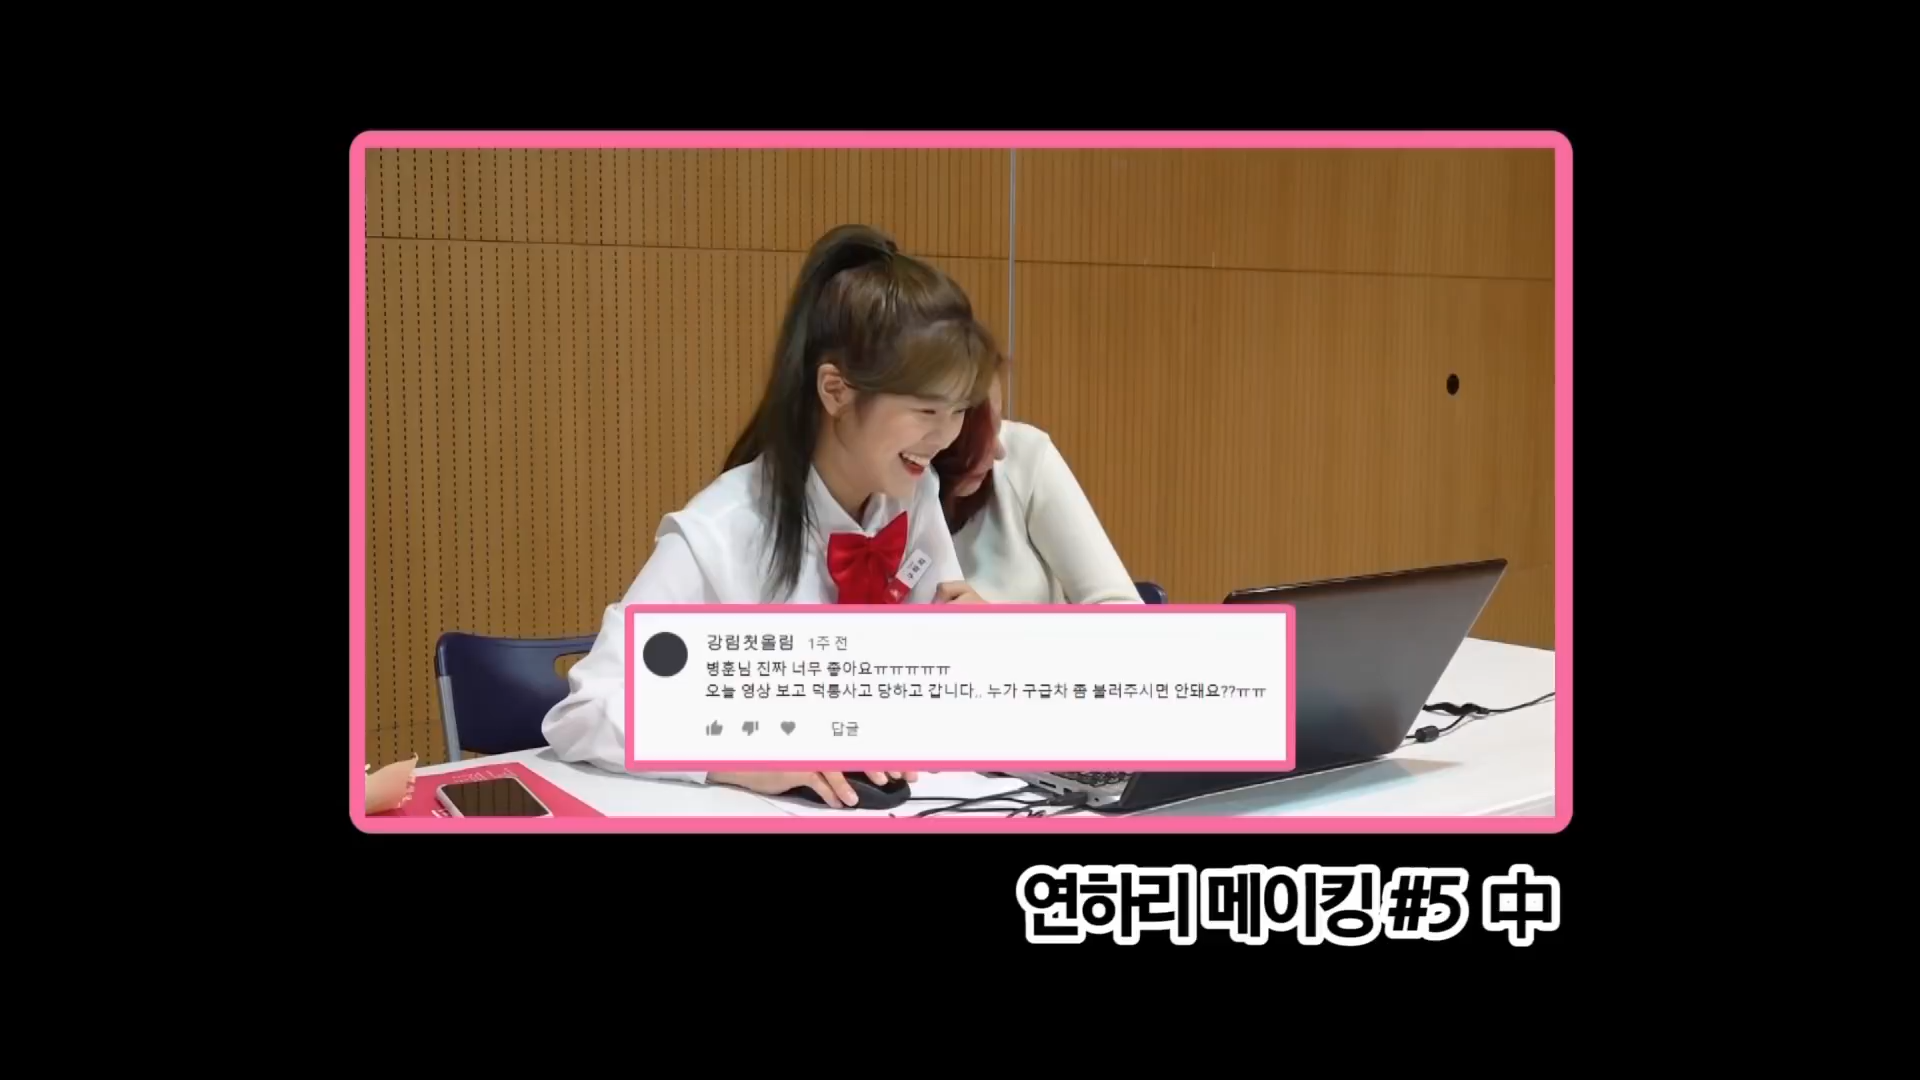 강림첫올림 1주 전
병훈님 진짜 너무 좋아요ㅠㅠㅠㅠㅠ
오늘 영상 보고 덕통사고 당하고 갑니다.. 누가 구급차 좀 불러주시면 안돼요??ㅠㅠ
답글
연하리 메이킹 #5 中